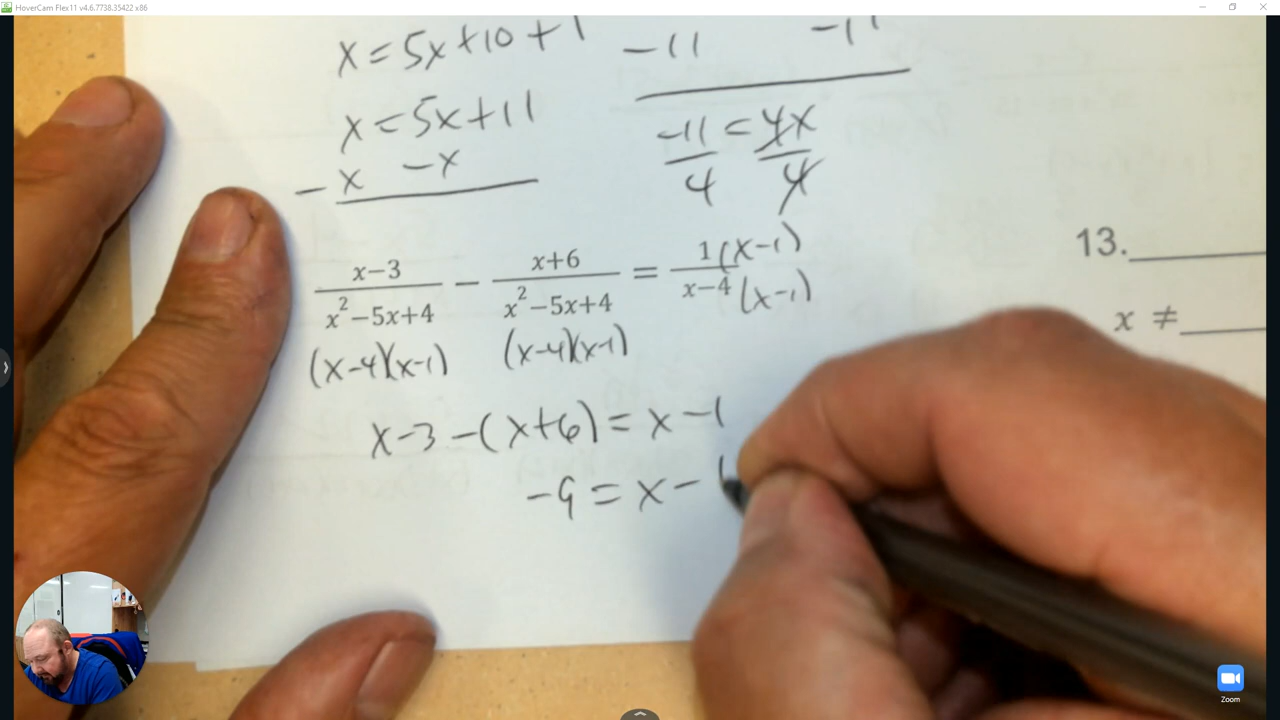 HoverCam Flex11 v4.6.7738.35422 x86
x = 5x + 10 + 1
x = 5x + 11
- x - x
-11 -11
-11 = 4x
4 4
x-3 / x²-5x+4 - x+6 / x²-5x+4 = 1(x-1) / x-4 (x-1)
(x-4)(x-1) (x-4)(x-1)
x-3 -(x+6) = x-1
-9 = x-1
13.
x ≠
Zoom